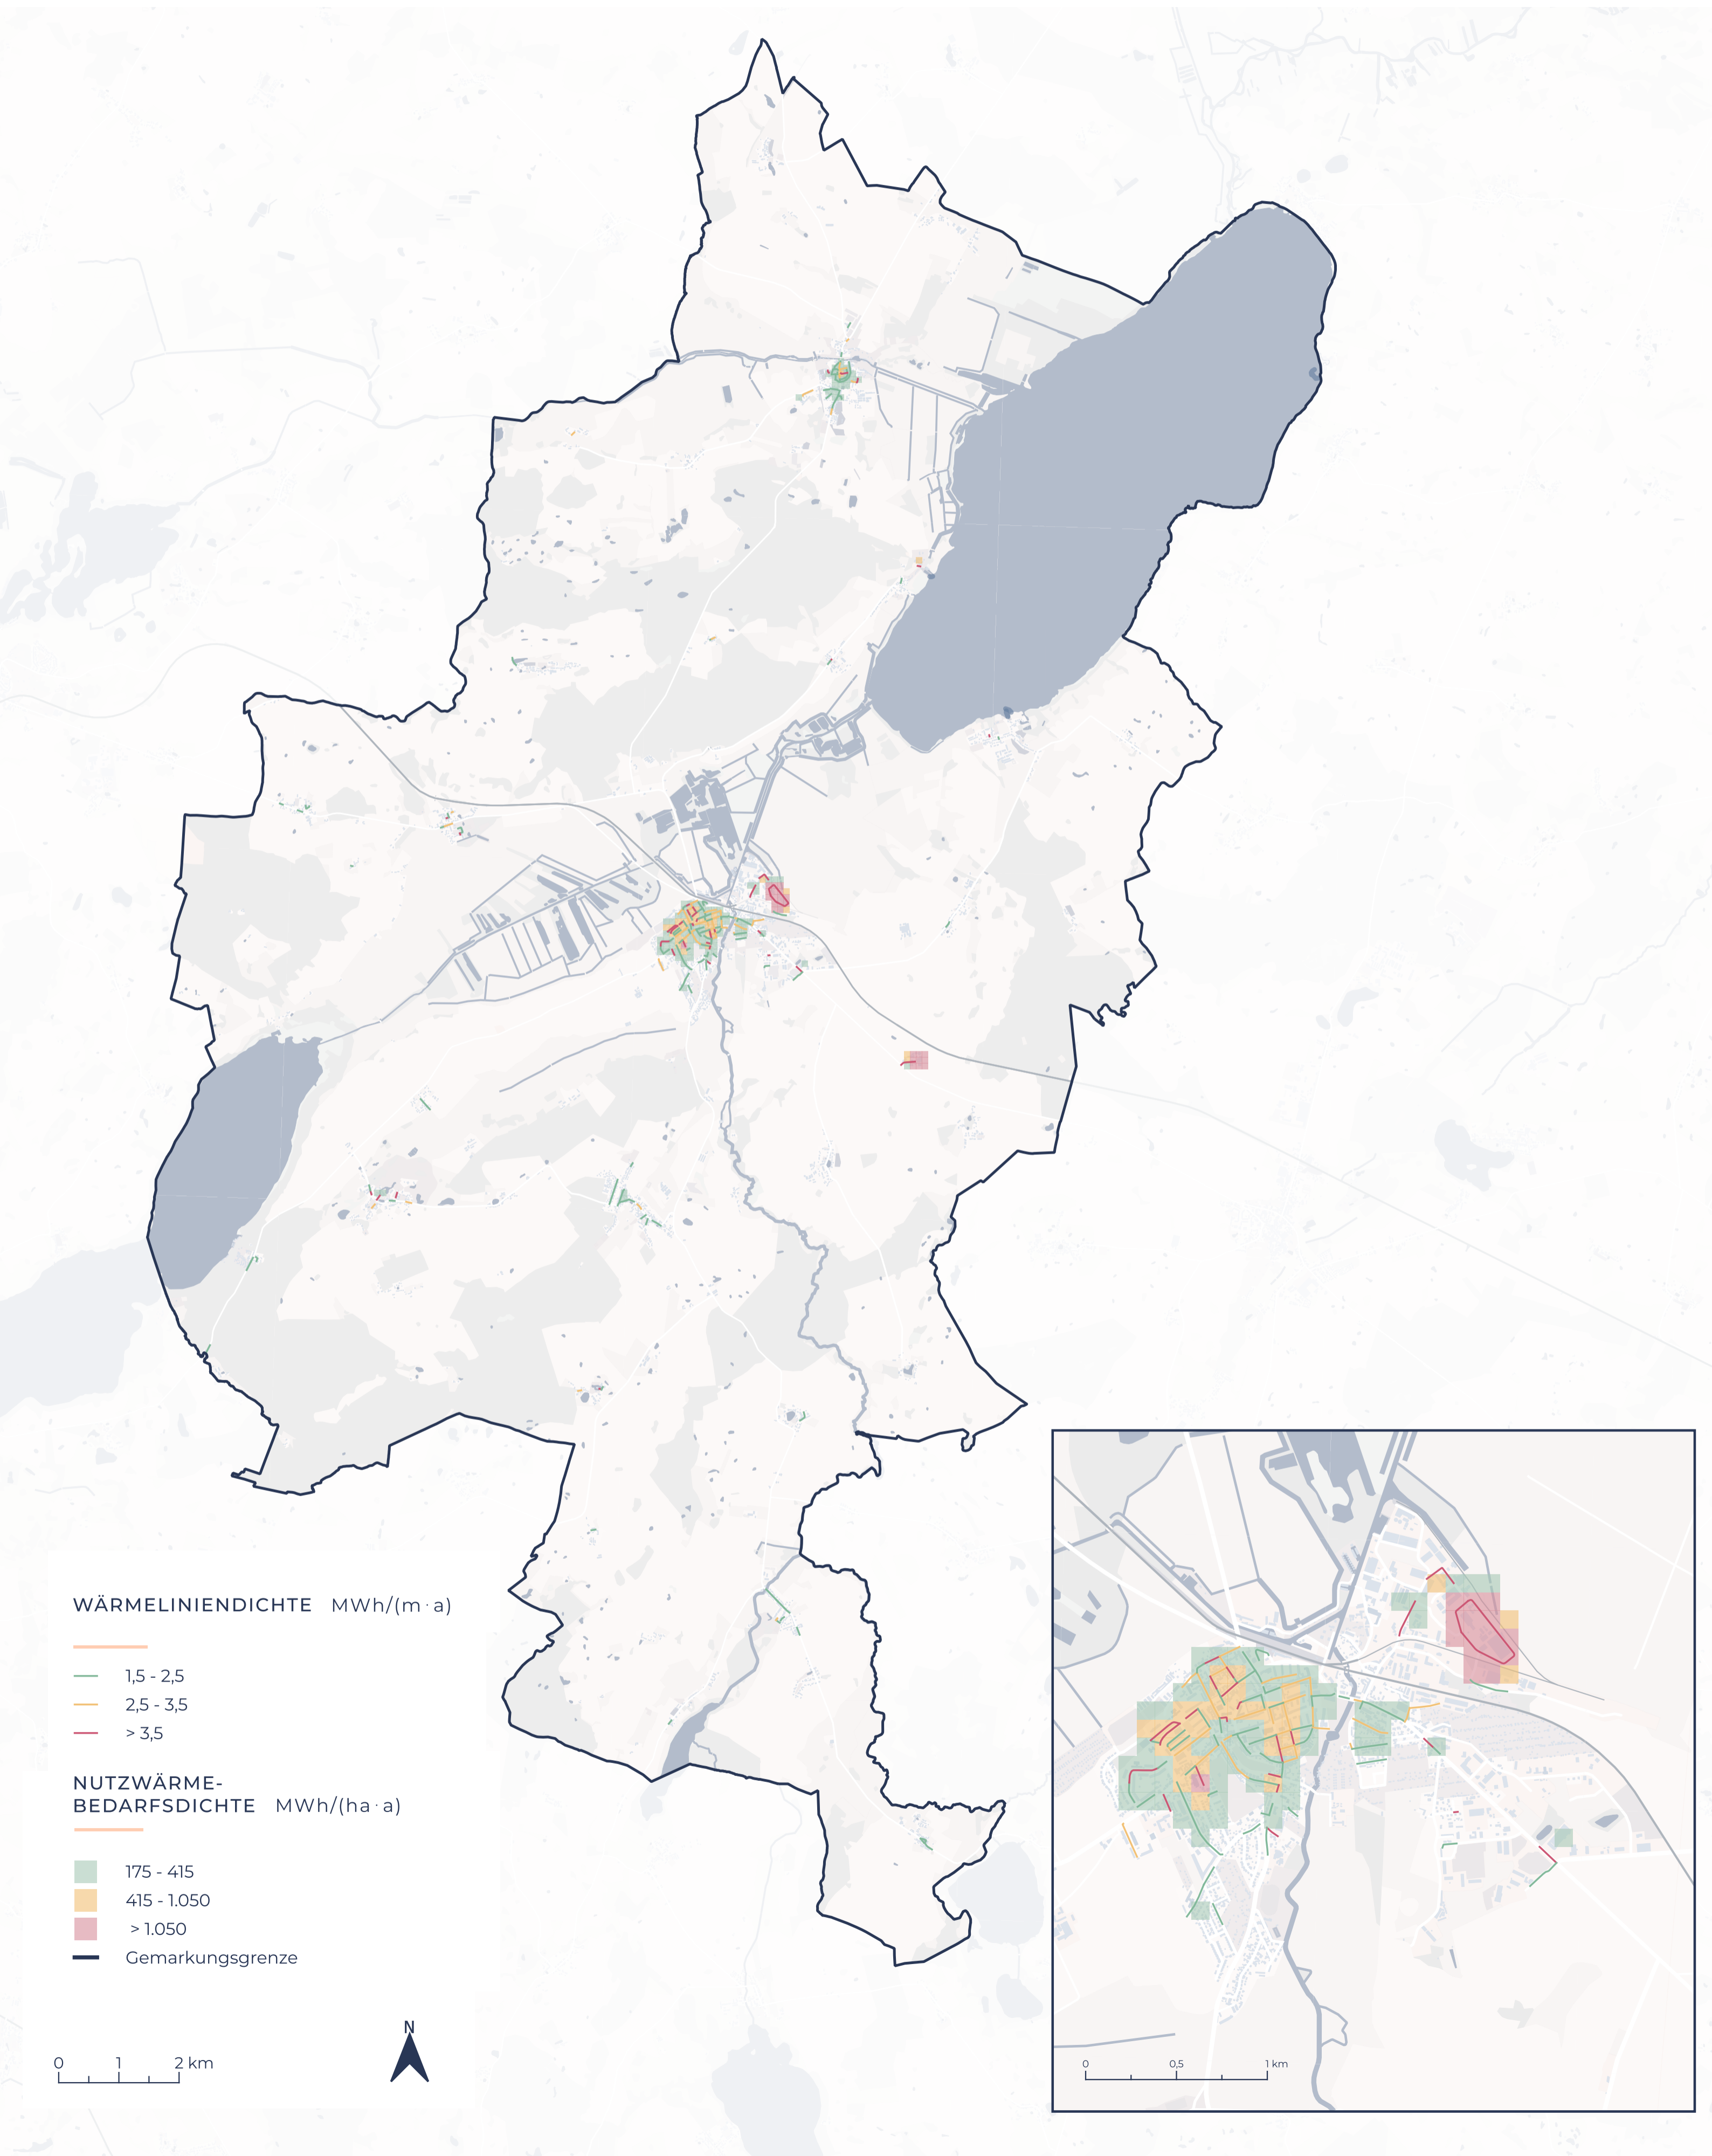 WÄRMELINIENDICHTE MWh/(m·a)
1,5 - 2,5
2,5 - 3,5
> 3,5
NUTZWÄRME-
BEDARFSDICHTE MWh/(ha·a)
175 - 415
415 - 1.050
> 1.050
Gemarkungsgrenze
N
0 1 2 km
0 0,5 1 km